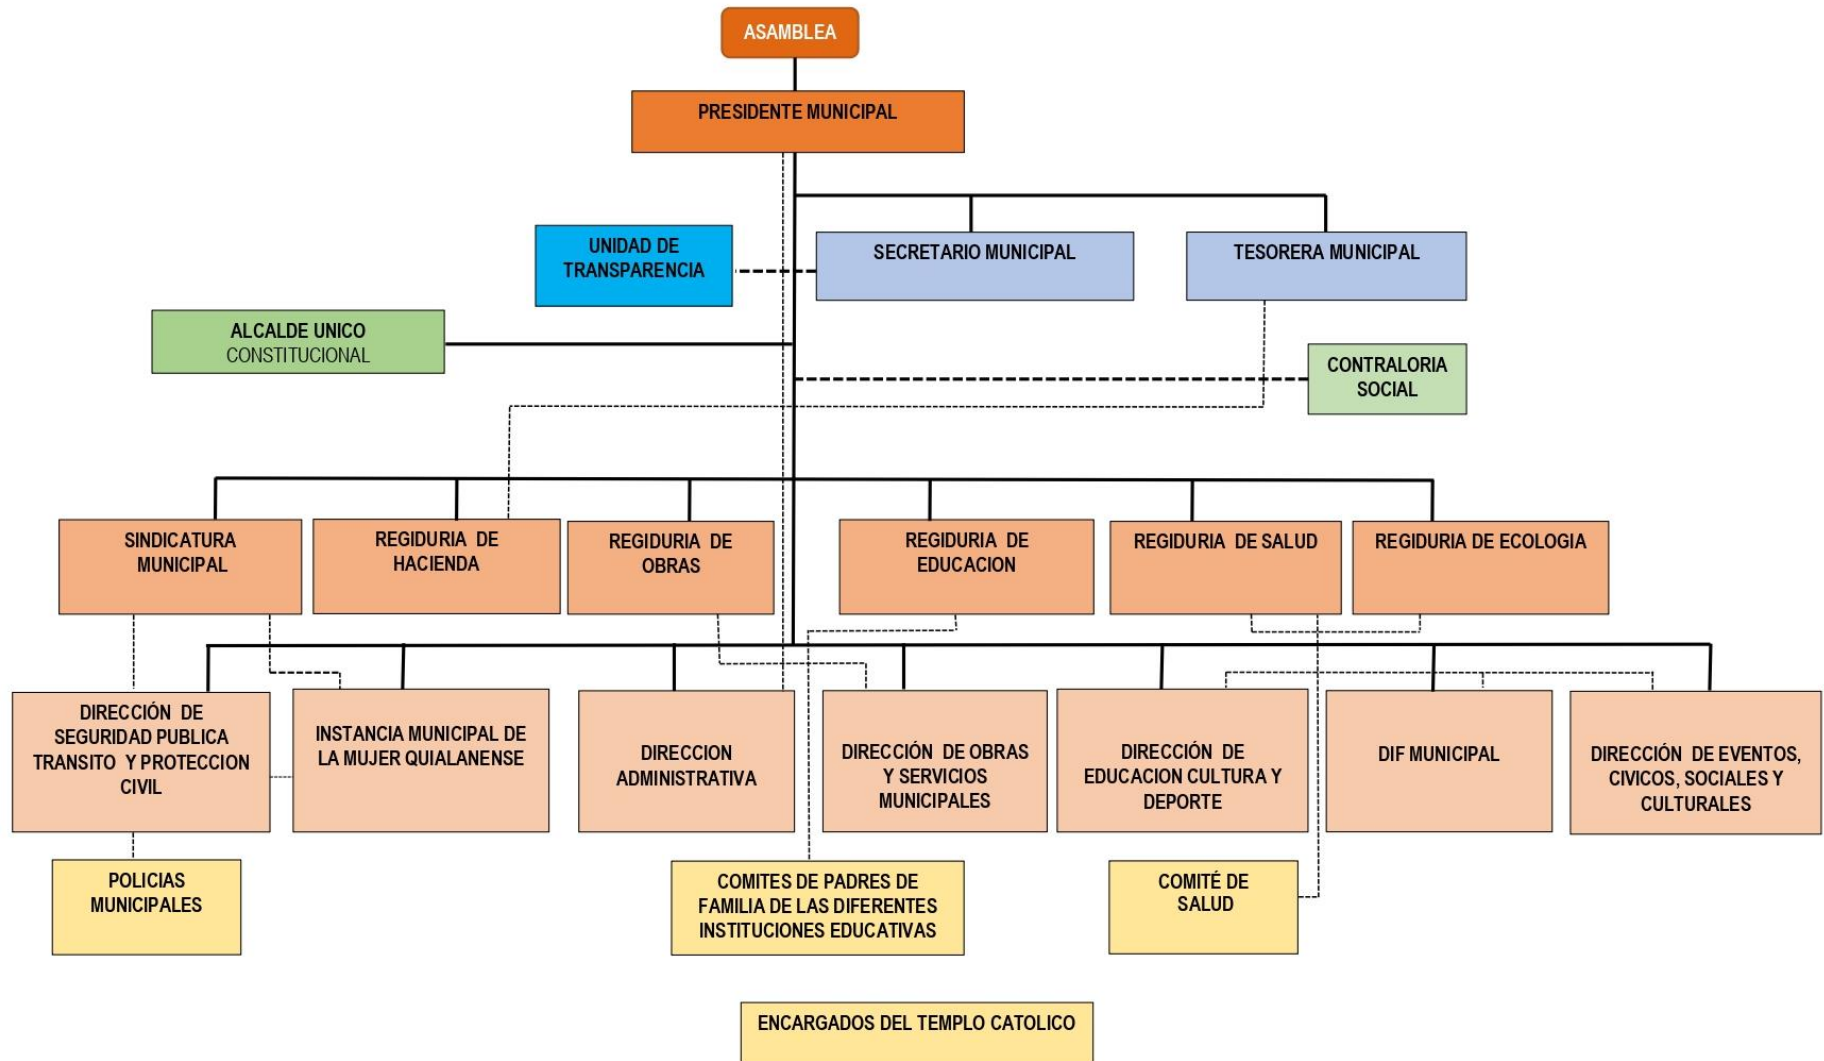 ASAMBLEA
PRESIDENTE MUNICIPAL
UNIDAD DE
TRANSPARENCIA
SECRETARIO MUNICIPAL
TESORERA MUNICIPAL
ALCALDE UNICO
CONSTITUCIONAL
CONTRALORIA
SOCIAL
SINDICATURA
MUNICIPAL
REGIDURIA DE
HACIENDA
REGIDURIA DE
OBRAS
REGIDURIA DE
EDUCACION
REGIDURIA DE SALUD
REGIDURIA DE ECOLOGIA
DIRECCIÓN DE
SEGURIDAD PUBLICA
TRANSITO Y PROTECCION
CIVIL
INSTANCIA MUNICIPAL DE
LA MUJER QUIALANENSE
DIRECCION
ADMINISTRATIVA
DIRECCIÓN DE OBRAS
Y SERVICIOS
MUNICIPALES
DIRECCIÓN DE
EDUCACION CULTURA Y
DEPORTE
DIF MUNICIPAL
DIRECCIÓN DE EVENTOS,
CIVICOS, SOCIALES Y
CULTURALES
POLICIAS
MUNICIPALES
COMITES DE PADRES DE
FAMILIA DE LAS DIFERENTES
INSTITUCIONES EDUCATIVAS
COMITÉ DE
SALUD
ENCARGADOS DEL TEMPLO CATOLICO